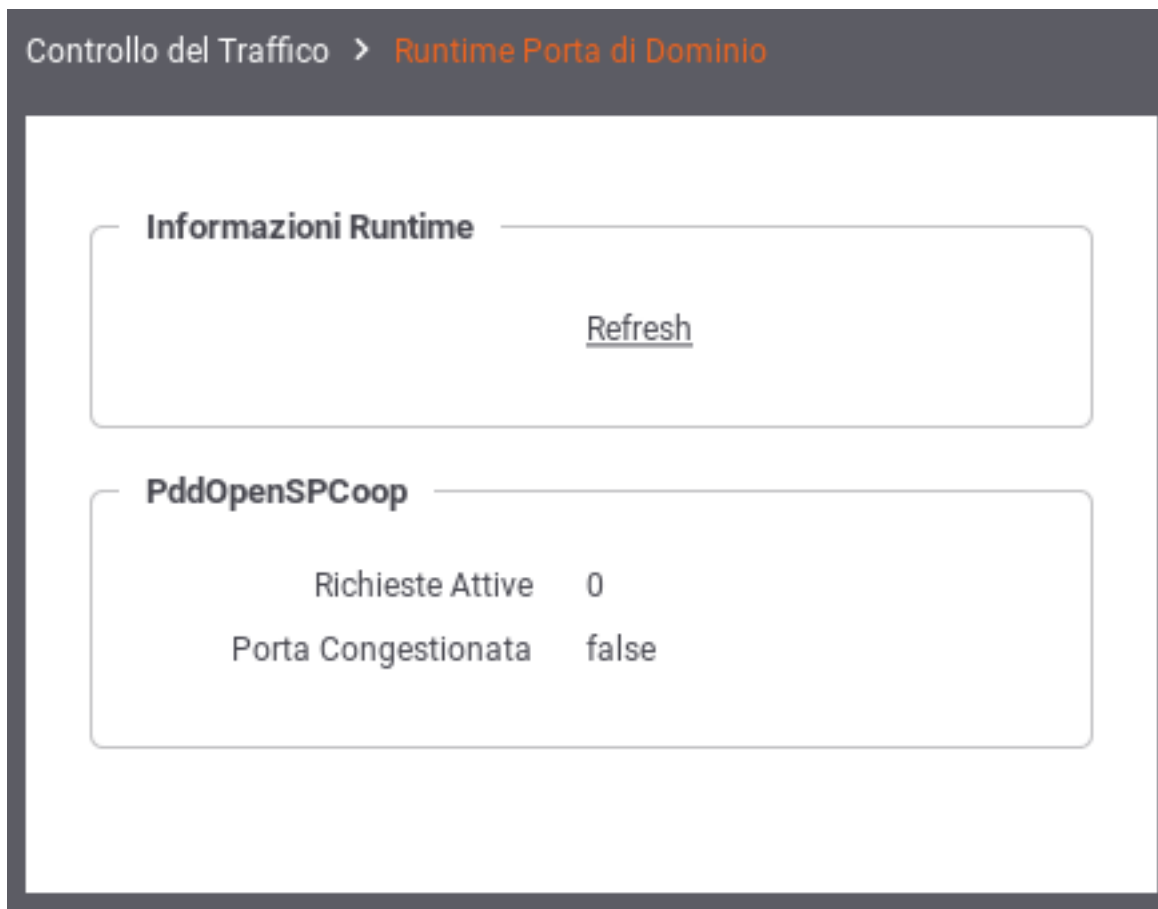 Controllo del Traffico > Runtime Porta di Dominio
Informazioni Runtime
Refresh
PddOpenSPCoop
Richieste Attive 0
Porta Congestionata false